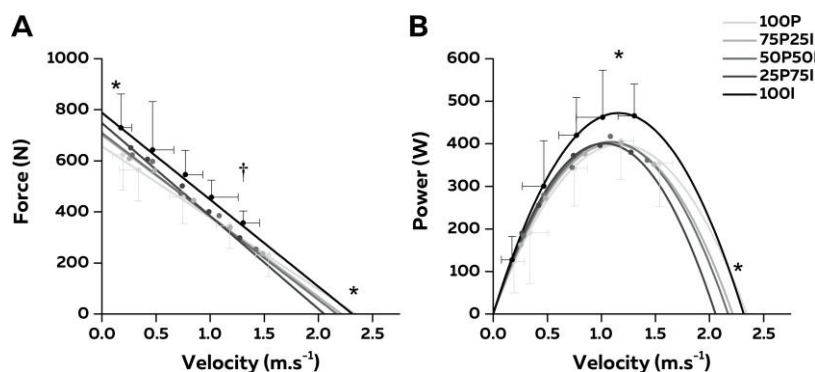 A
Force (N)
1000
800
600
400
200
0
*
†
*
0.0 0.5 1.0 1.5 2.0 2.5
Velocity (m.s⁻¹)
B
Power (W)
600
500
400
300
200
100
0
*
*
0.0 0.5 1.0 1.5 2.0 2.5
Velocity (m.s⁻¹)
100P
75P25I
50P50I
25P75I
100I